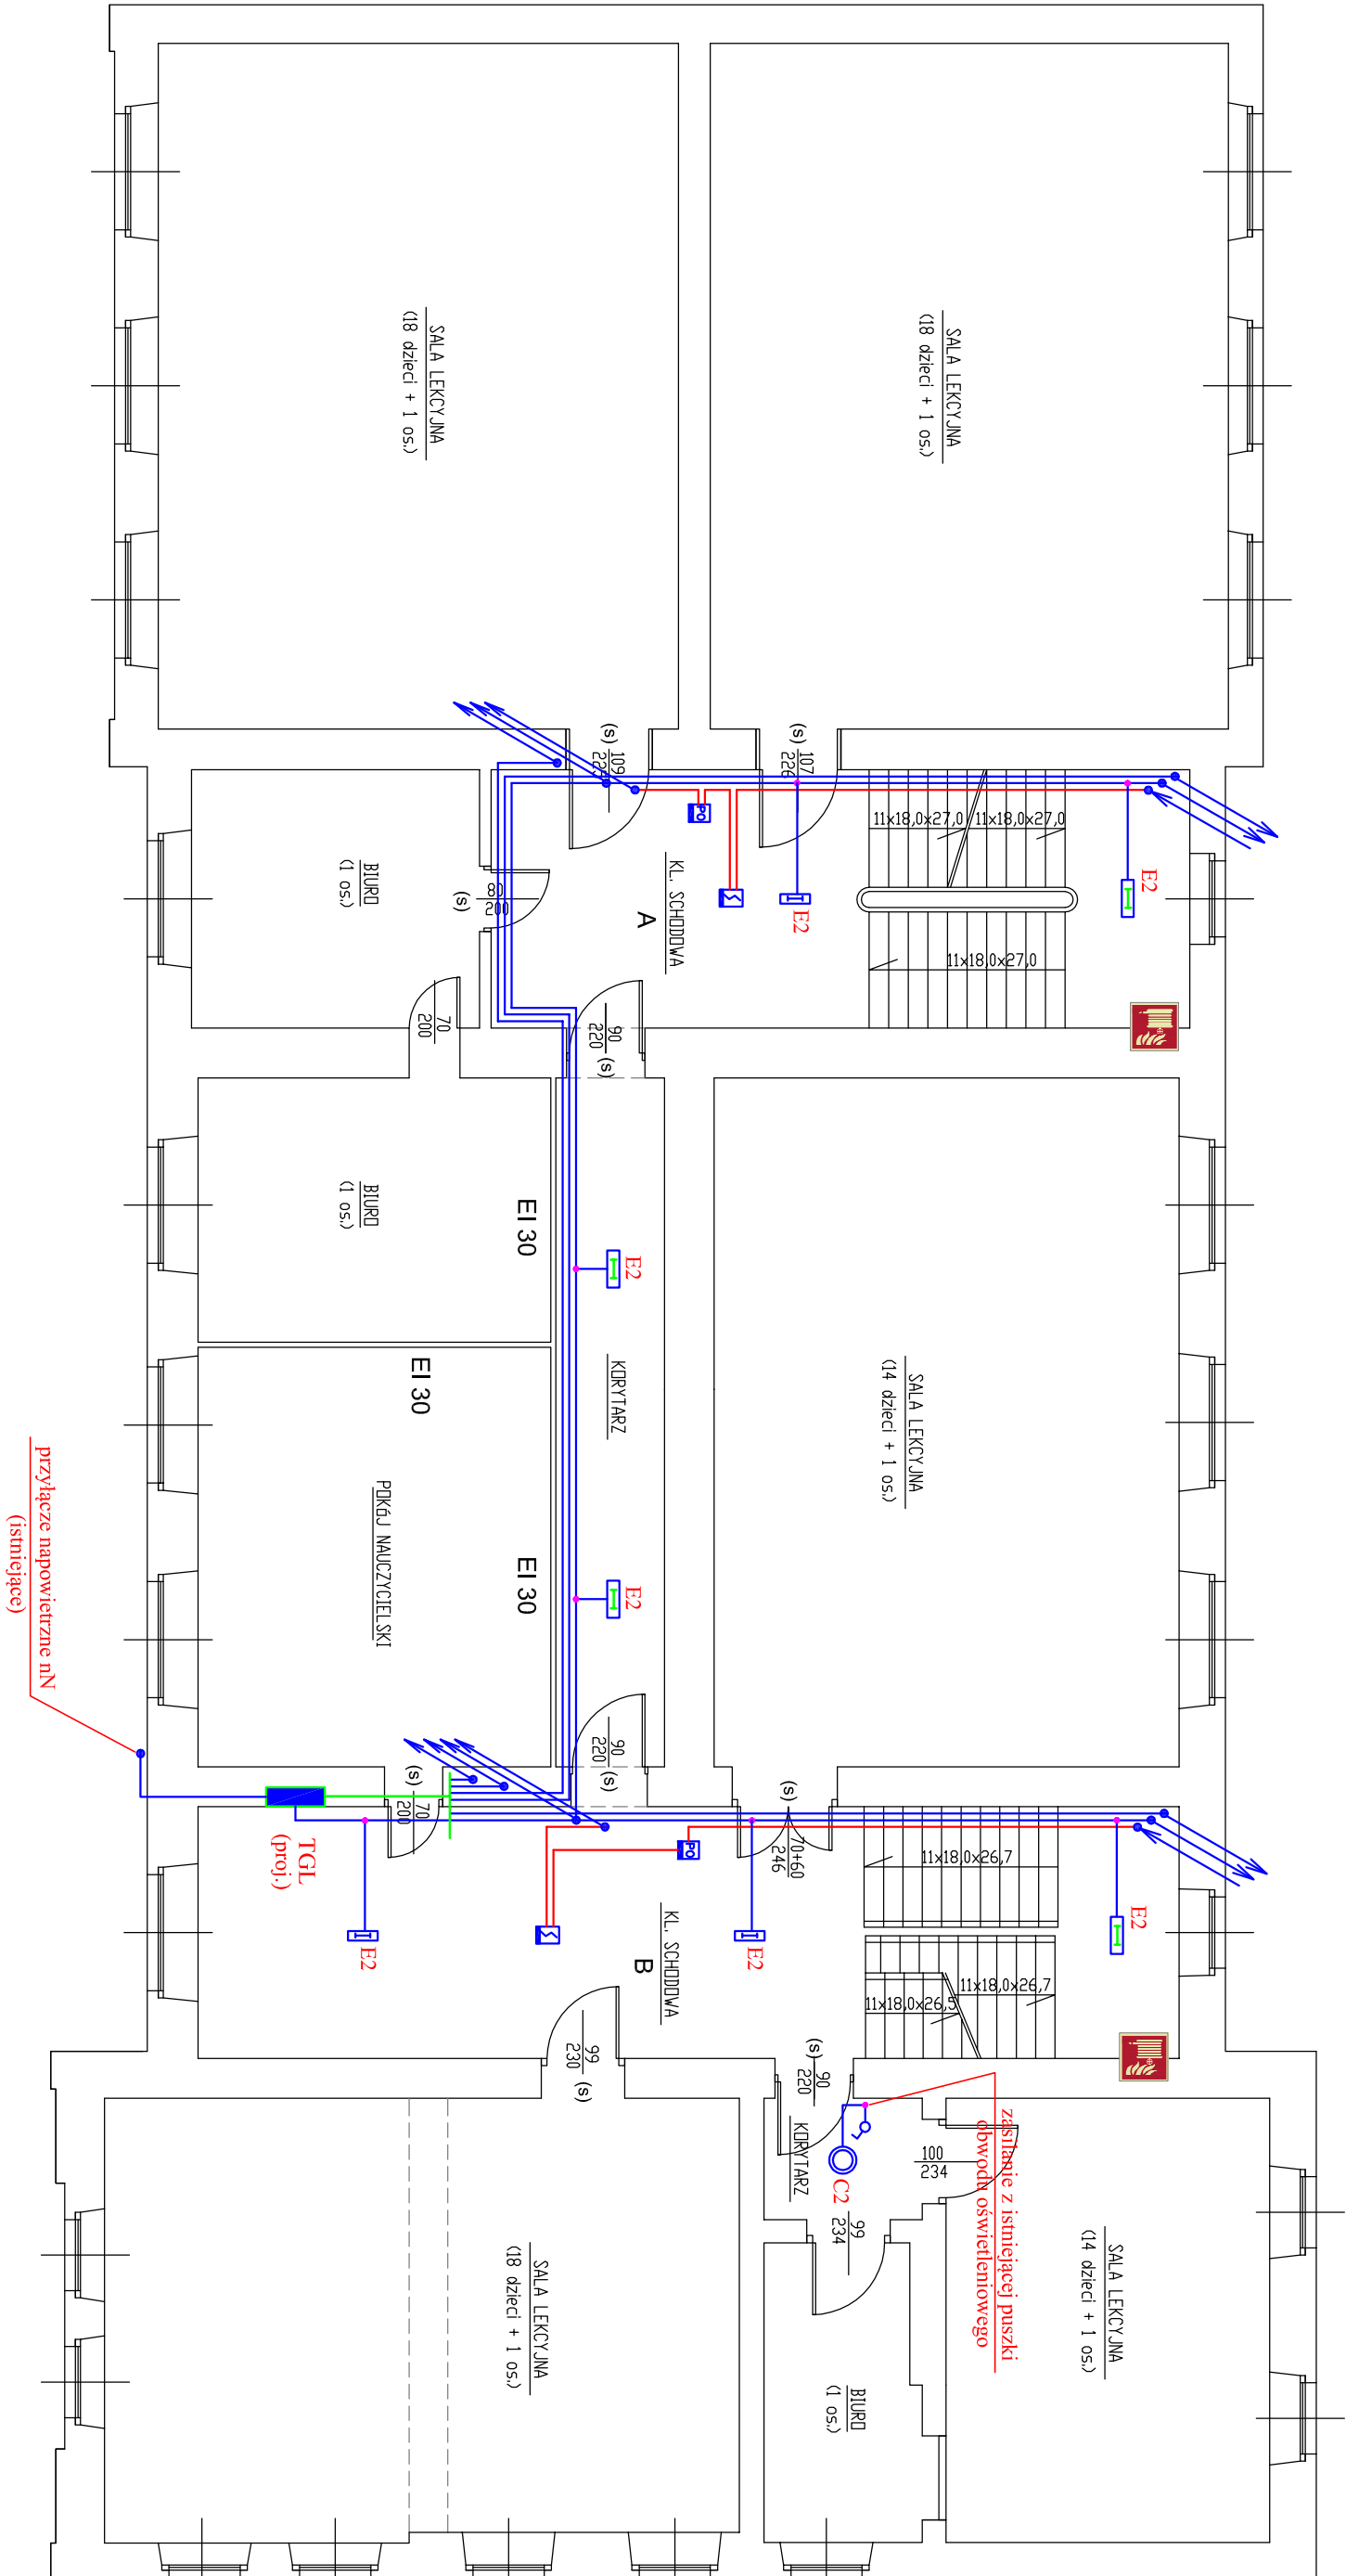 SALA LEKCYJNA
(18 dzieci + 1 os.)
SALA LEKCYJNA
(18 dzieci + 1 os.)
107
226
(s)
109
(s)
11x18,0x27,0
11x18,0x27,0
11x18,0x27,0
E2
E2
PO
KL. SCHODOWA
A
BIURO
(1 os.)
80
200
(s)
70
200
90
220
(s)
BIURO
(1 os.)
EI 30
E2
KORYTARZ
SALA LEKCYJNA
(14 dzieci + 1 os.)
EI 30
EI 30
E2
POKÓJ NAUCZYCIELSKI
przyłącze napowietrzne nN
(istniejące)
90
220
(s)
70
200
(s)
TGL
(proj.)
(s)
70+60
246
PO
11x18,0x26,7
11x18,0x26,7
11x18,0x26,5
E2
E2
E2
KL. SCHODOWA
B
99
230
(s)
90
220
(s)
KORYTARZ
C2
100
234
99
234
zasilanie z istniejącej puszki
obwodu oświetleniowego
SALA LEKCYJNA
(14 dzieci + 1 os.)
SALA LEKCYJNA
(18 dzieci + 1 os.)
BIURO
(1 os.)